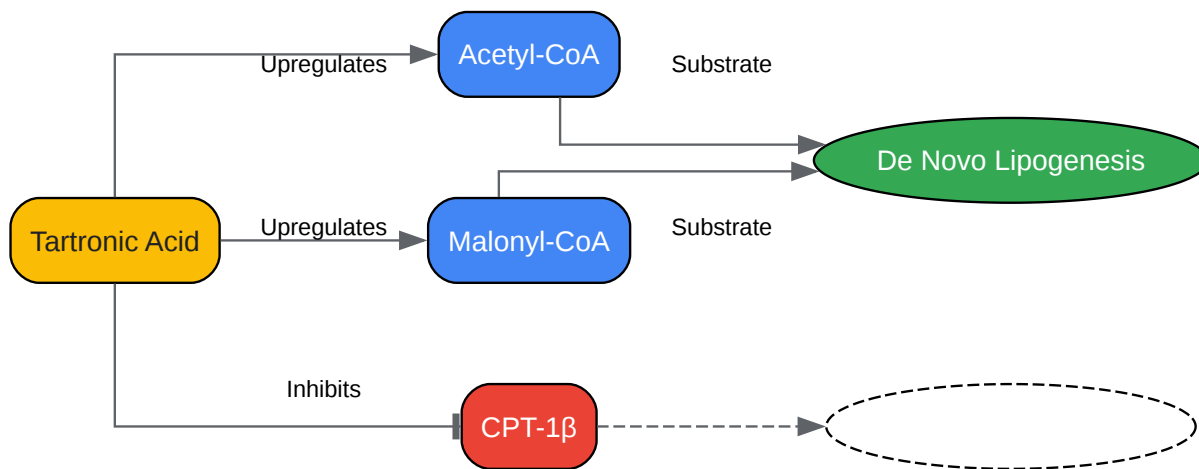 Acetyl-CoA
Upregulates
Substrate
De Novo Lipogenesis
Tartronic Acid
Upregulates
Malonyl-CoA
Substrate
Inhibits
CPT-1β